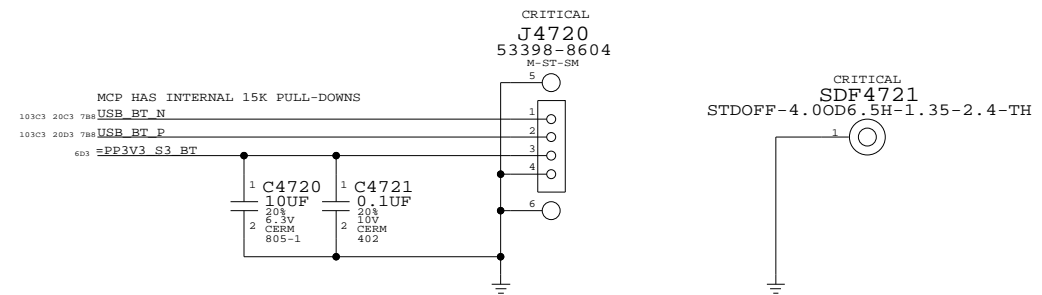 CRITICAL
J4720
53398-8604
M-ST-SM
5
MCP HAS INTERNAL 15K PULL-DOWNS
103C3 20C3 7B8 USB_BT_N 1
103C3 20D3 7B8 USB_BT_P 2
6D3 =PP3V3_S3_BT 3
4
6
1 C4720
10UF
20%
6.3V
2 CERM
805-1
1 C4721
0.1UF
20%
10V
2 CERM
402
CRITICAL
SDF4721
STDOFF-4.0OD6.5H-1.35-2.4-TH
1